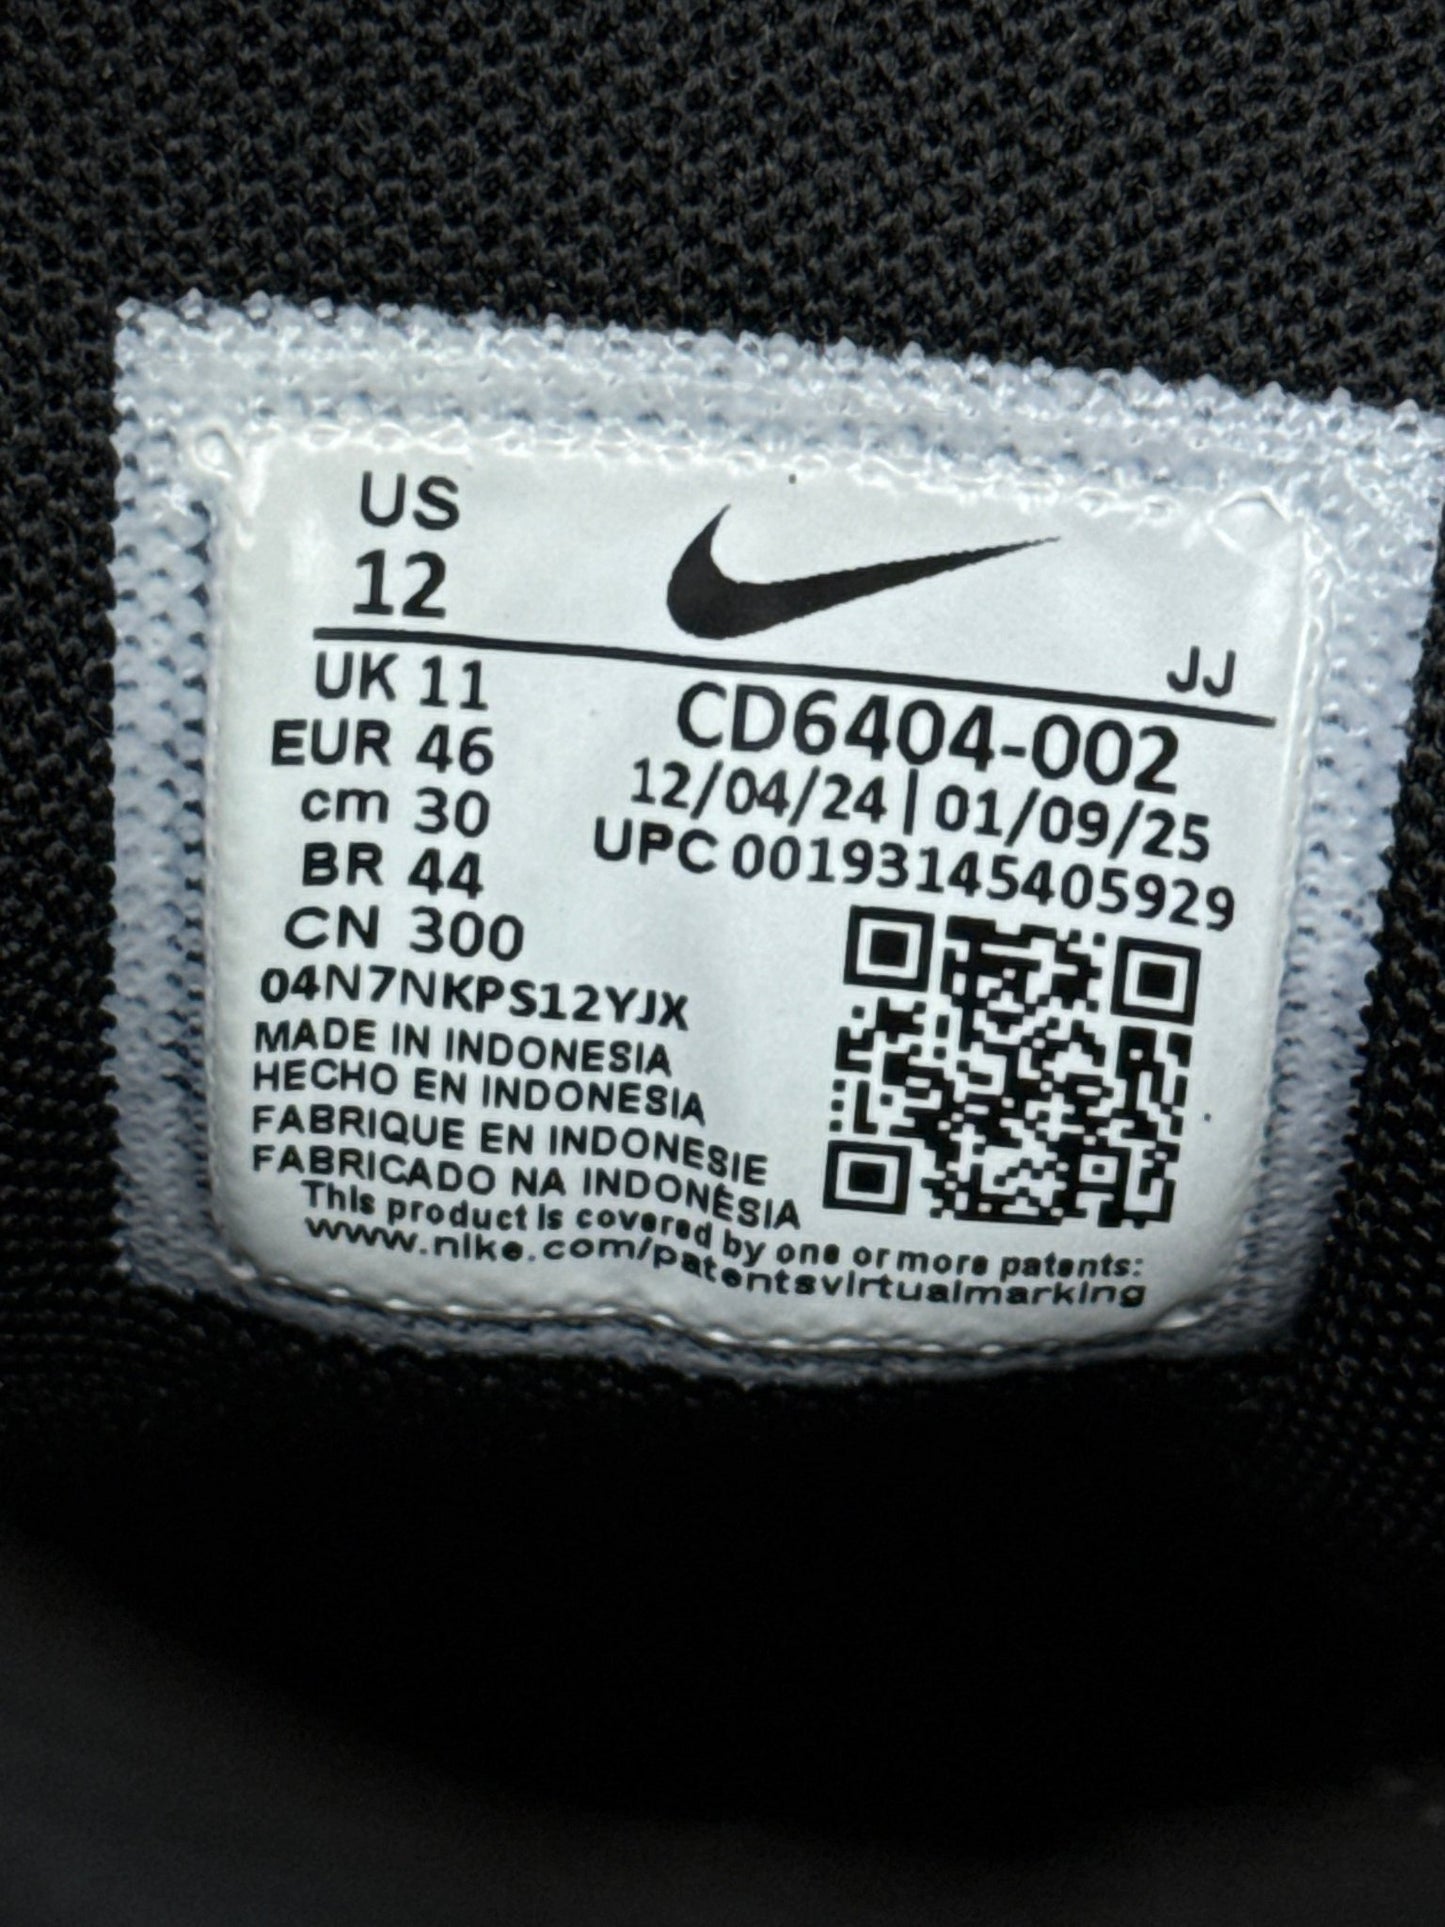 US
12
JJ
UK 11
EUR 46
cm 30
BR 44
CN 300
CD6404-002
12/04/24 | 01/09/25
UPC 00193145405929
04N7NKPS12YJX
MADE IN INDONESIA
HECHO EN INDONESIA
FABRIQUE EN INDONESIE
FABRICADO NA INDONÉSIA
This product is covered by one or more patents:
www.nike.com/patentsvirtualmarking